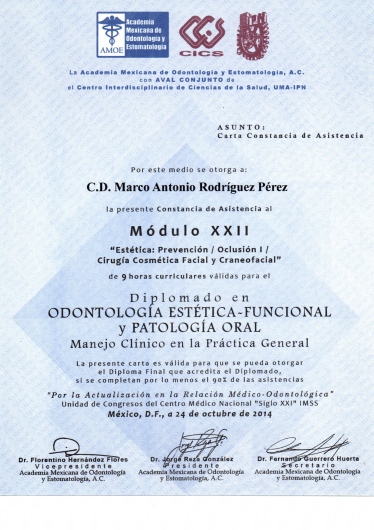 Academia
Mexicana de
Odontología y
Estomatología
AMOE
CICS
La Academia Mexicana de Odontología y Estomatología, A.C.
con AVAL CONJUNTO de
el Centro Interdisciplinario de Ciencias de la Salud, UMA-IPN
ASUNTO:
Carta Constancia de Asistencia
Por este medio se otorga a:
C.D. Marco Antonio Rodríguez Pérez
la presente Constancia de Asistencia al
Módulo XXII
"Estética: Prevención / Oclusión I /
Cirugía Cosmética Facial y Craneofacial"
de 9 horas curriculares válidas para el
Diplomado en
ODONTOLOGÍA ESTÉTICA-FUNCIONAL
y PATOLOGÍA ORAL
Manejo Clínico en la Práctica General
La presente carta es válida para que se pueda otorgar
el Diploma Final que acredita el Diplomado,
si se completan por lo menos el 90% de las asistencias
"Por la Actualización en la Relación Médico-Odontológica"
Unidad de Congresos del Centro Médico Nacional "Siglo XXI" IMSS
México, D.F., a 24 de octubre de 2014
Dr. Florentino Hernández Flores
Vicepresidente
Academia Mexicana de Odontología
y Estomatología, A.C.
Dr. Jorge Reza González
Presidente
Academia Mexicana de Odontología
y Estomatología, A.C.
Dr. Fernando Guerrero Huerta
Secretario
Academia Mexicana de Odontología
y Estomatología, A.C.